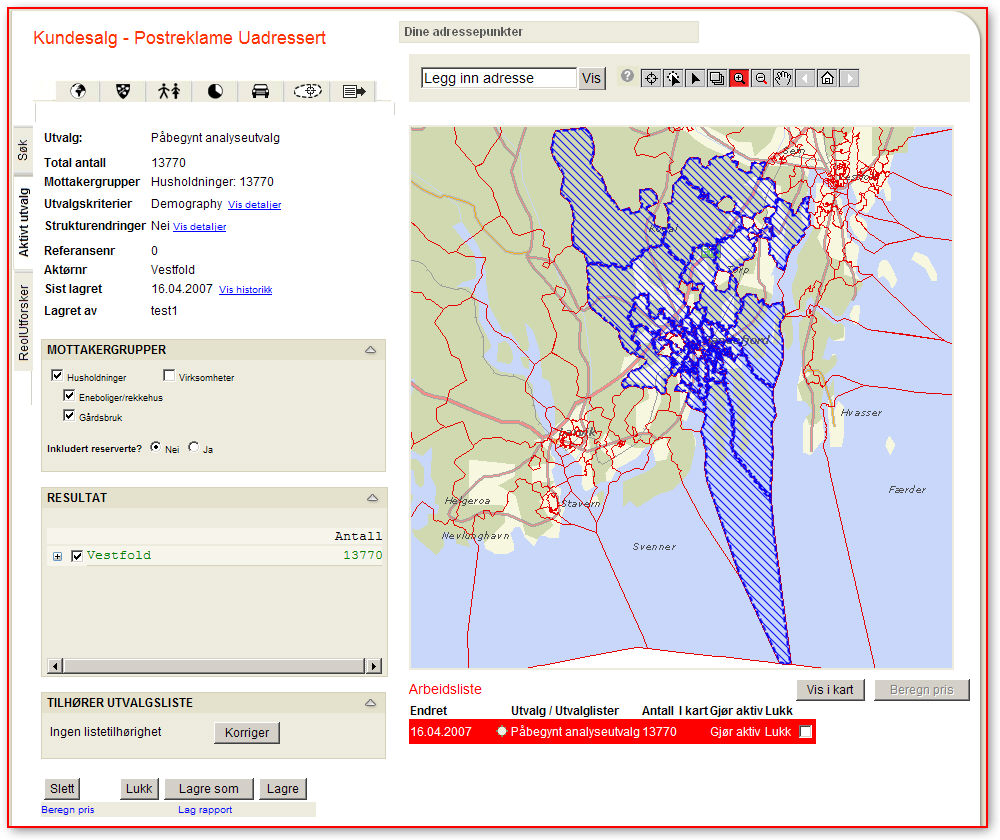 Kundesalg - Postreklame Uadressert
Dine adressepunkter
Legg inn adresse Vis ?
Søk
Aktivt utvalg
ReolUtforsker
Utvalg: Påbegynt analyseutvalg
Total antall 13770
Mottakergrupper Husholdninger: 13770
Utvalgskriterier Demography Vis detaljer
Strukturendringer Nei Vis detaljer
Referansenr 0
Aktørnr Vestfold
Sist lagret 16.04.2007 Vis historikk
Lagret av test1
MOTTAKERGRUPPER
Husholdninger Virksomheter
Eneboliger/rekkehus
Gårdsbruk
Inkludert reserverte? Nei Ja
RESULTAT
Antall
Vestfold 13770
TILHØRER UTVALGSLISTE
Ingen listetilhørighet Korriger
Slett Lukk Lagre som Lagre
Beregn pris Lag rapport
Sem
Torp
Larvik
Hvasser
Helgeroa
Stavern
Færder
Nevlunghavn
Svenner
Arbeidsliste Vis i kart Beregn pris
Endret Utvalg / Utvalglister Antall I kart Gjør aktiv Lukk
16.04.2007 Påbegynt analyseutvalg 13770 Gjør aktiv Lukk